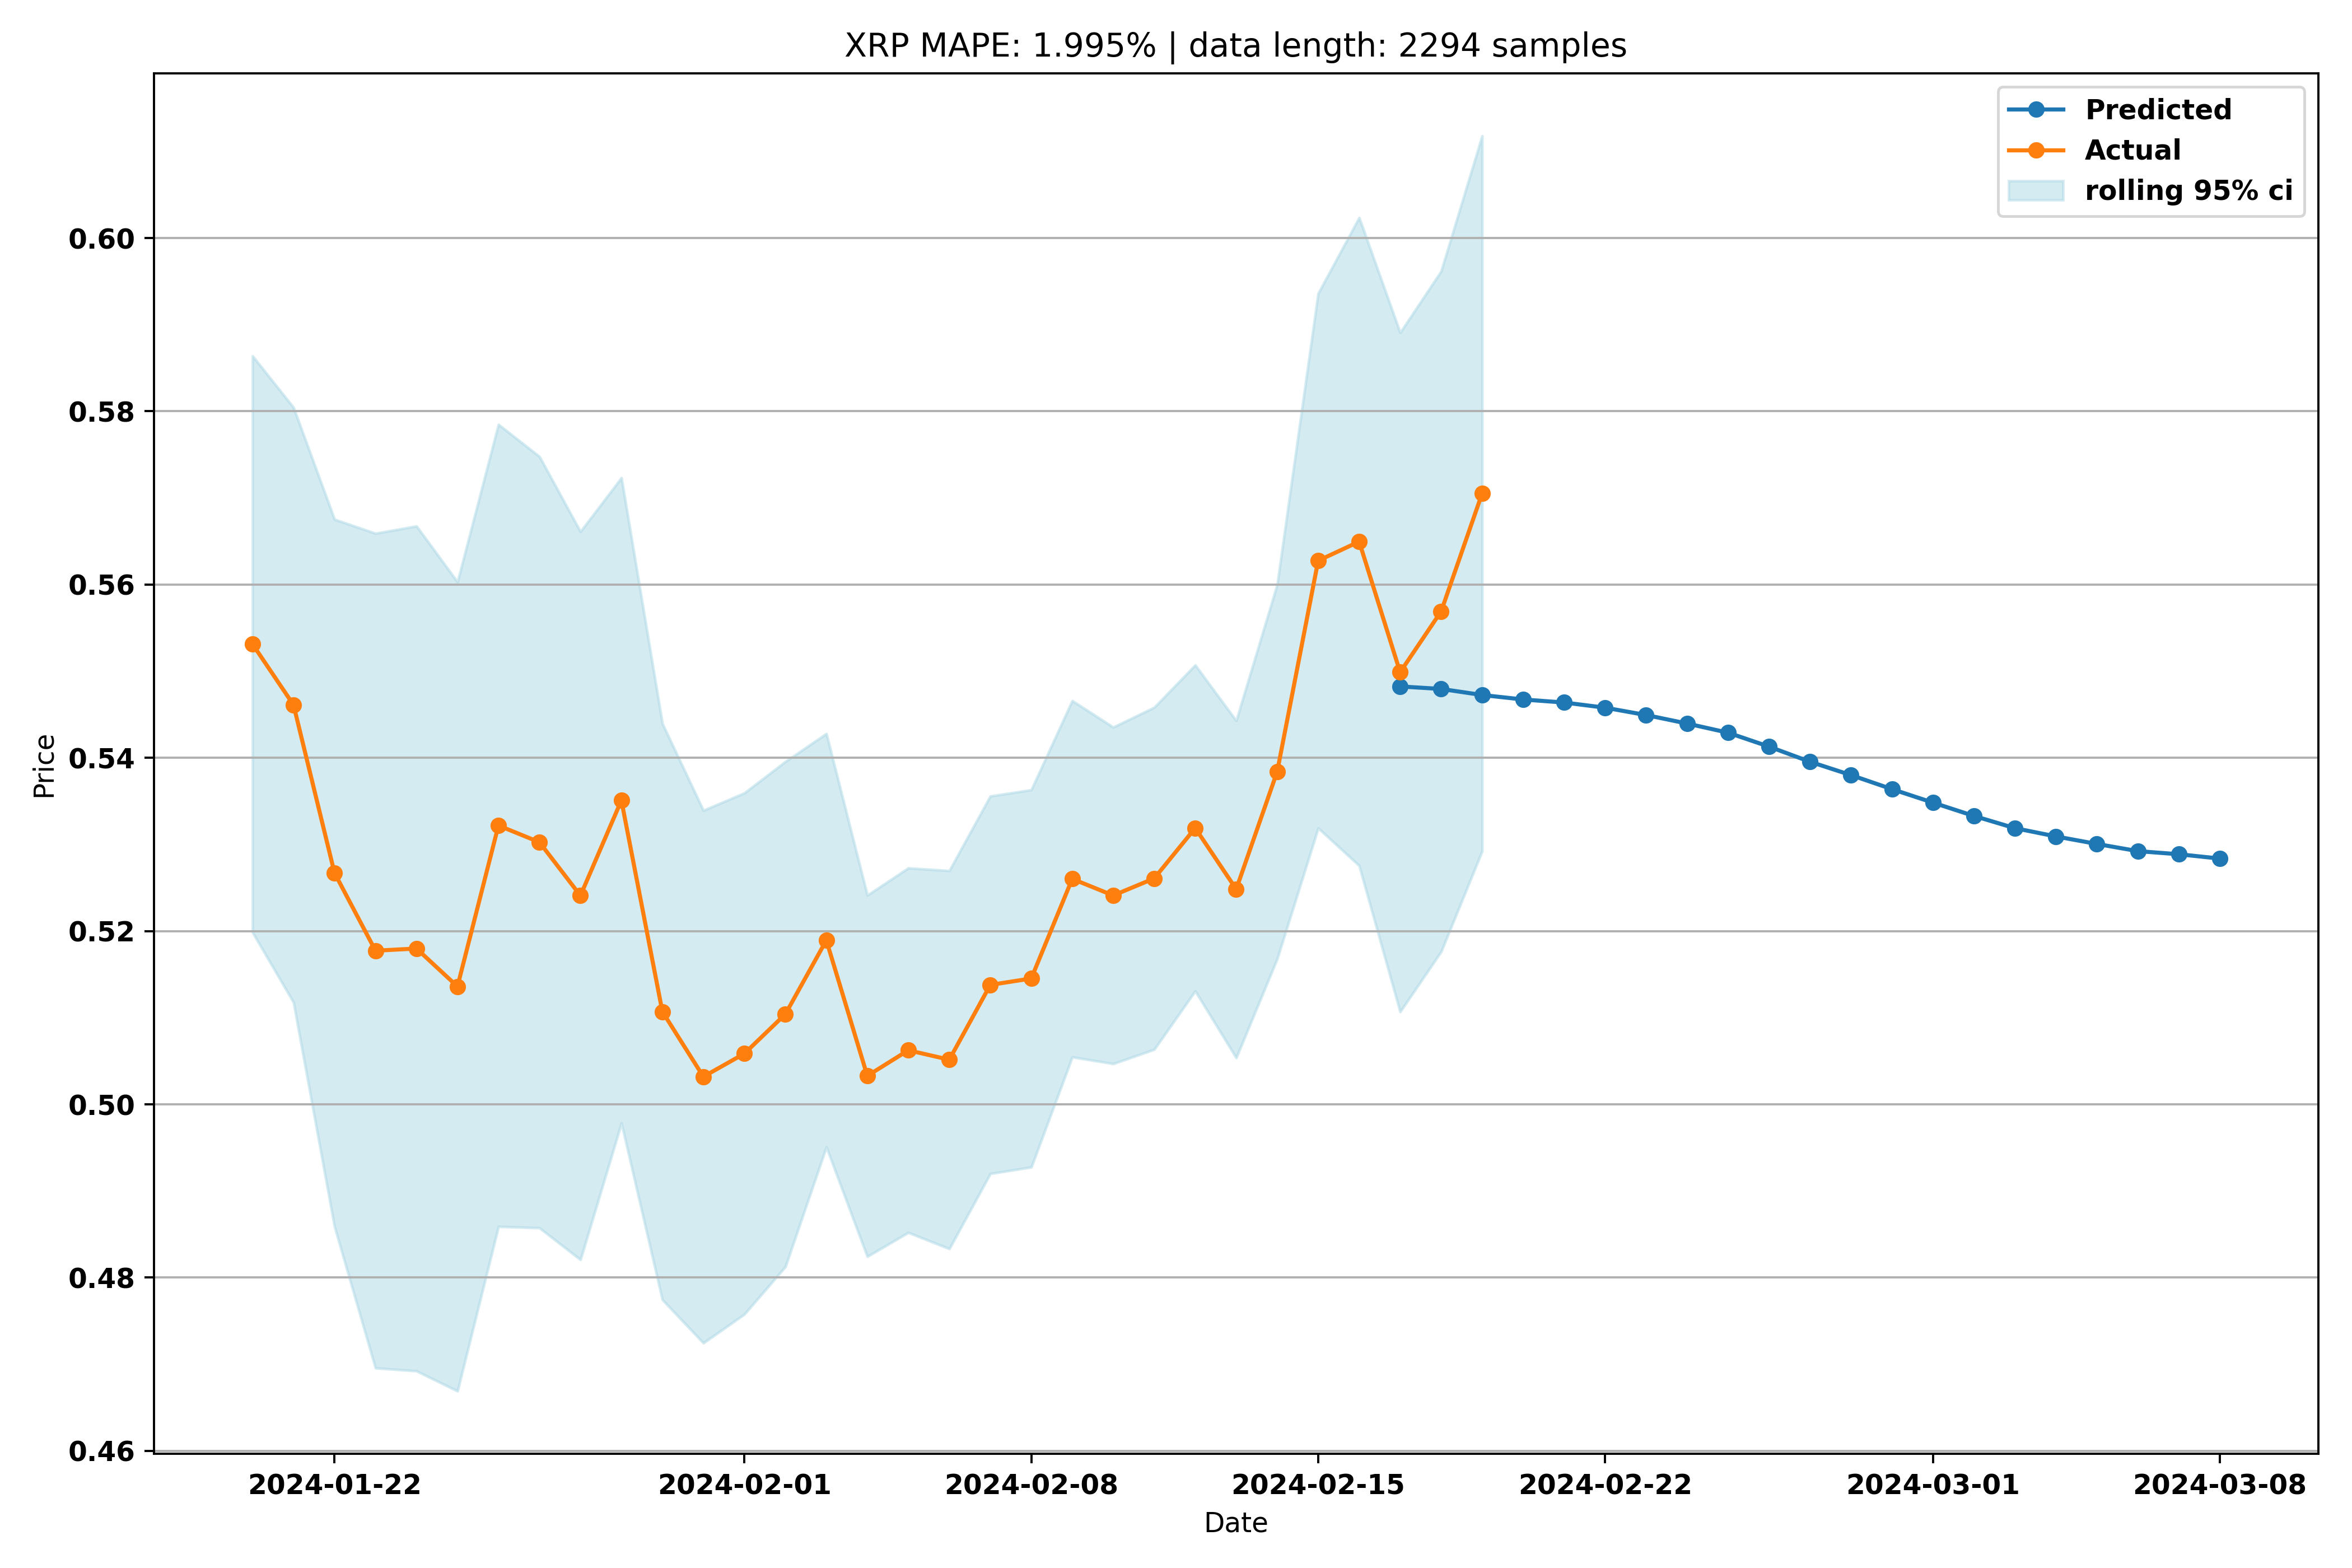 XRP MAPE: 1.995% | data length: 2294 samples
Predicted
Actual
rolling 95% ci
0.60
0.58
0.56
0.54
0.52
0.50
0.48
0.46
Price
2024-01-22
2024-02-01
2024-02-08
2024-02-15
2024-02-22
2024-03-01
2024-03-08
Date